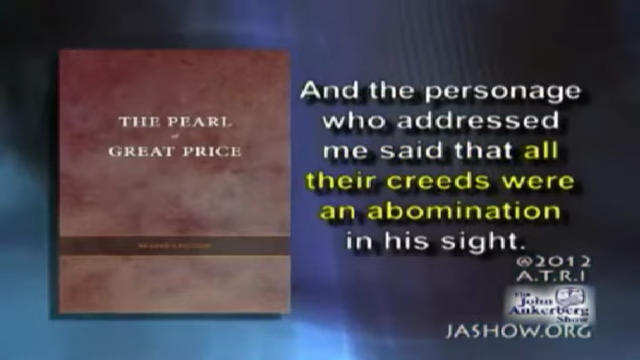 THE PEARL
of
GREAT PRICE
And the personage
who addressed
me said that all
their creeds were
an abomination
in his sight.
@2012
A.T.R.I
The
John
Ankerberg
Show
JASHOW.ORG